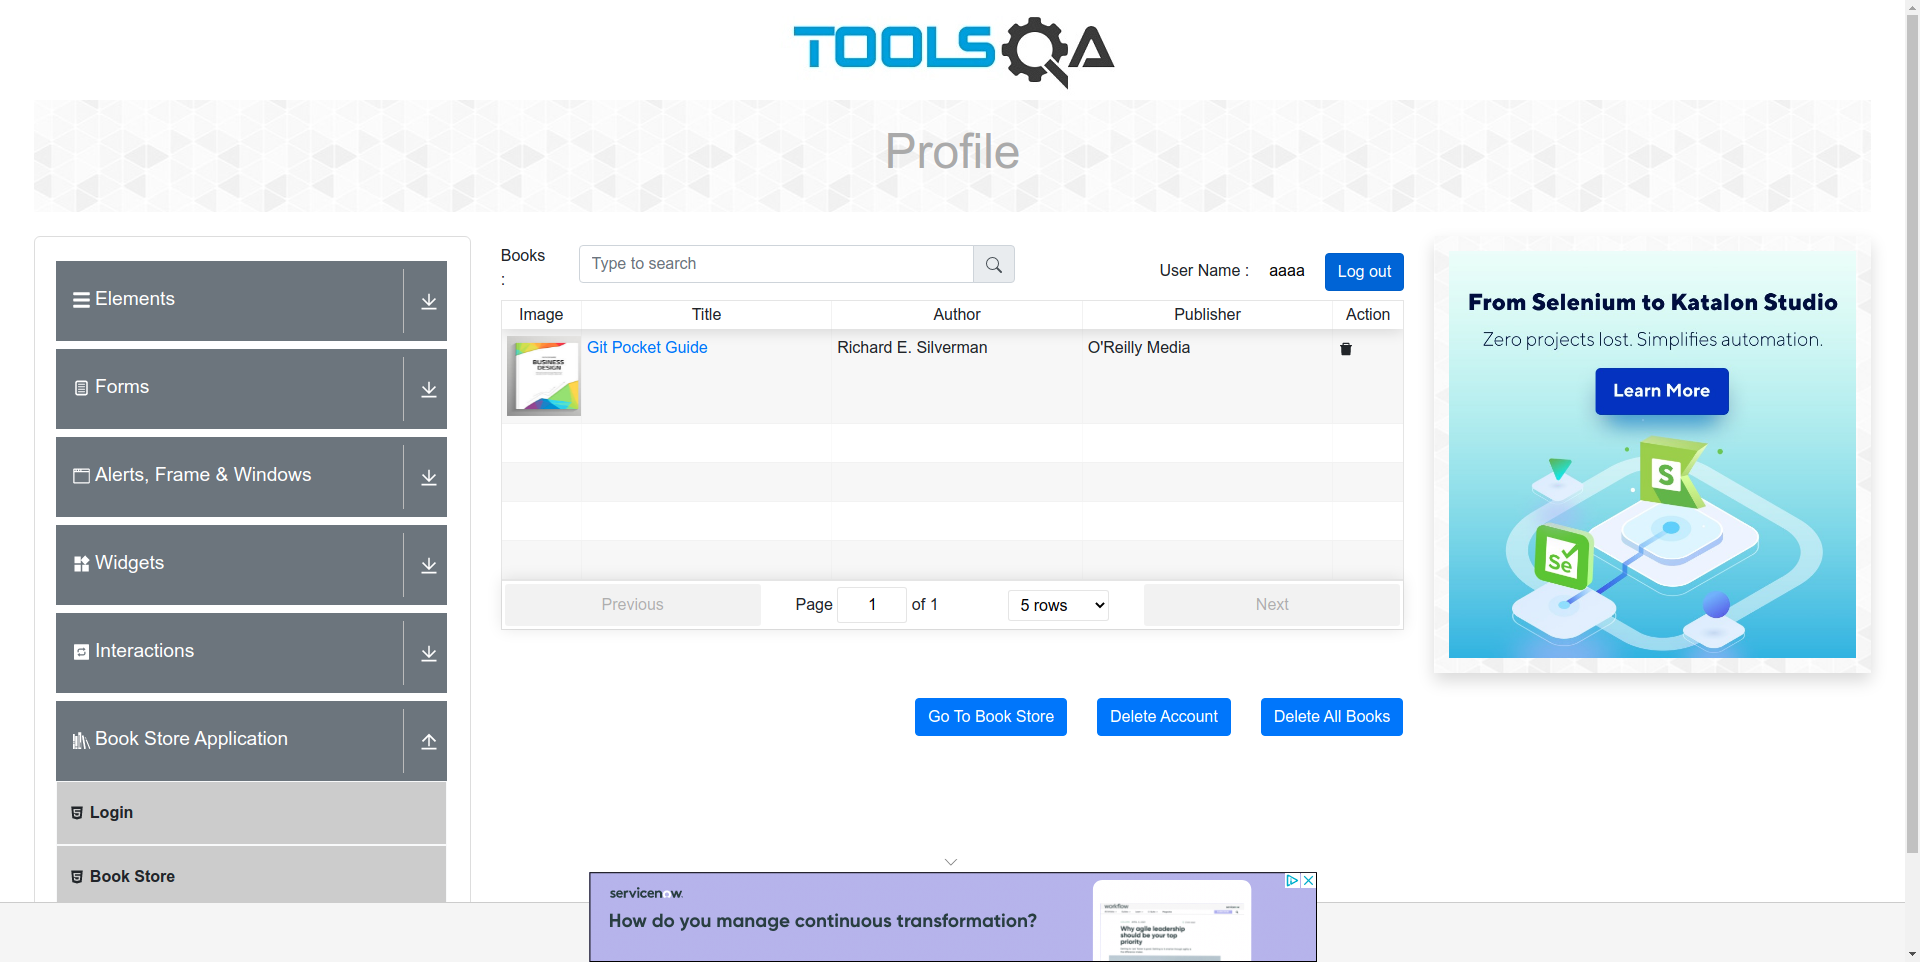 TOOLSQA
Profile
Elements
Forms
Alerts, Frame & Windows
Widgets
Interactions
Book Store Application
Login
Book Store
Books
:
Type to search
User Name :
aaaa
Log out
Image
Title
Author
Publisher
Action
BUSINESS
DESIGN
Git Pocket Guide
Richard E. Silverman
O'Reilly Media
Previous
Page
1
of 1
5 rows
Next
Go To Book Store
Delete Account
Delete All Books
From Selenium to Katalon Studio
Zero projects lost. Simplifies automation.
Learn More
S
Se
servicenow.
How do you manage continuous transformation?
workflow
Why agile leadership
should be your top
priority